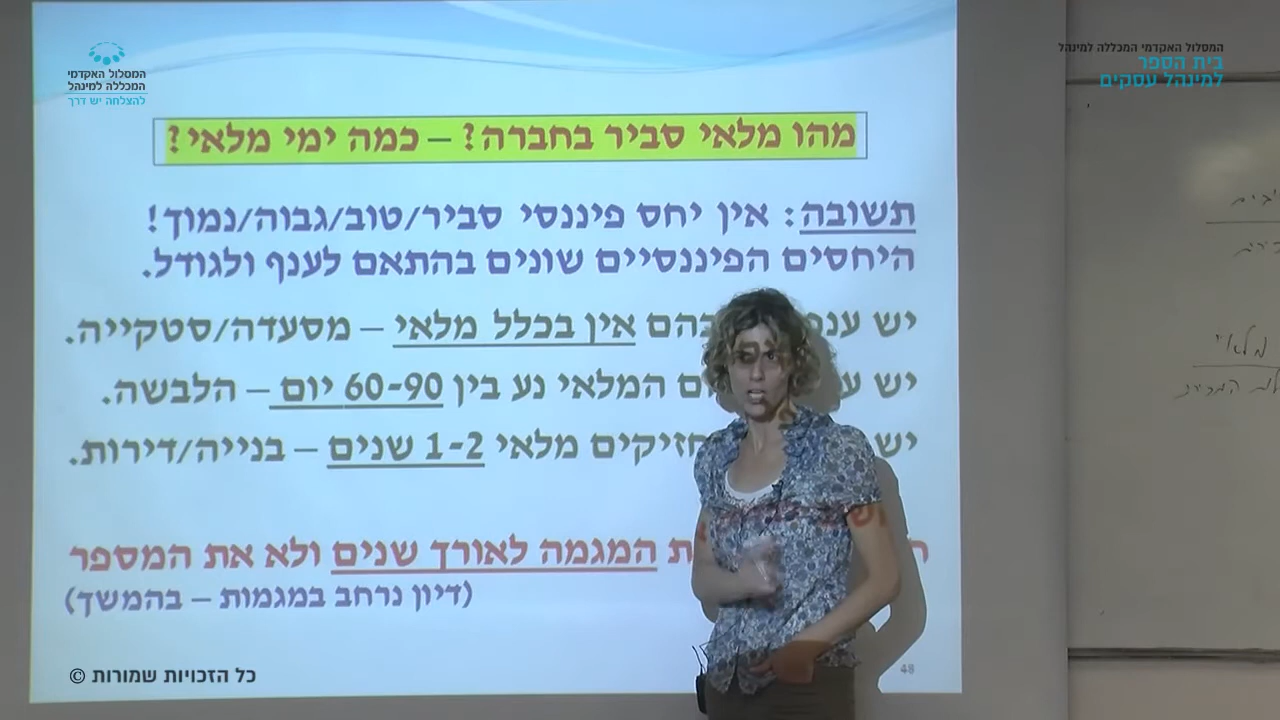 המסלול האקדמי המכללה למינהל
בית הספר
למינהל עסקים
המסלול האקדמי
המכללה למינהל
להצלחה יש דרך
מהו מלאי סביר בחברה? – כמה ימי מלאי?
תשובה: אין יחס פיננסי סביר/טוב/גבוה/נמוך!
היחסים הפיננסיים שונים בהתאם לענף ולגודל.
יש בהם אין בכלל מלאי – מסעדה/סטקייה.
יש המלאי נע בין 60-90 יום – הלבשה.
יש מלאי 1-2 שנים – בנייה/דירות.
המגמה לאורך שנים ולא את המספר
(דיון נרחב במגמות – בהמשך)
כל הזכויות שמורות ©
48
מלאי